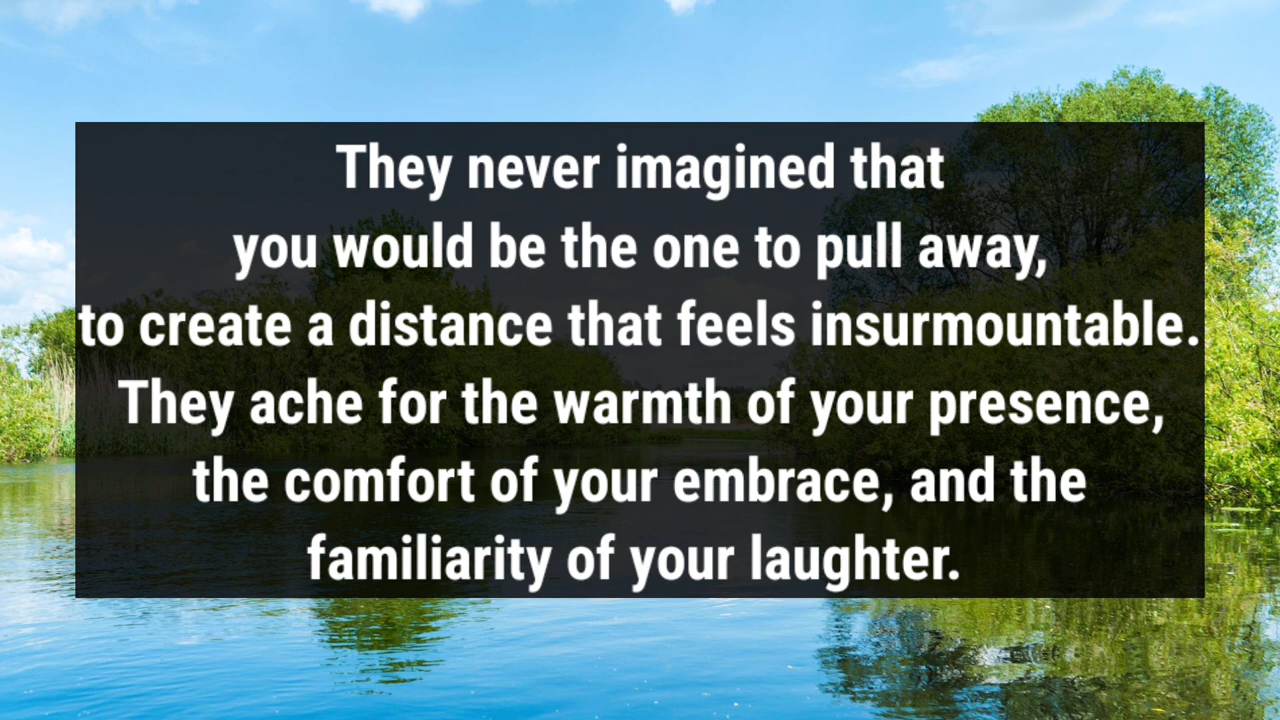 They never imagined that
you would be the one to pull away,
to create a distance that feels insurmountable.
They ache for the warmth of your presence,
the comfort of your embrace, and the
familiarity of your laughter.